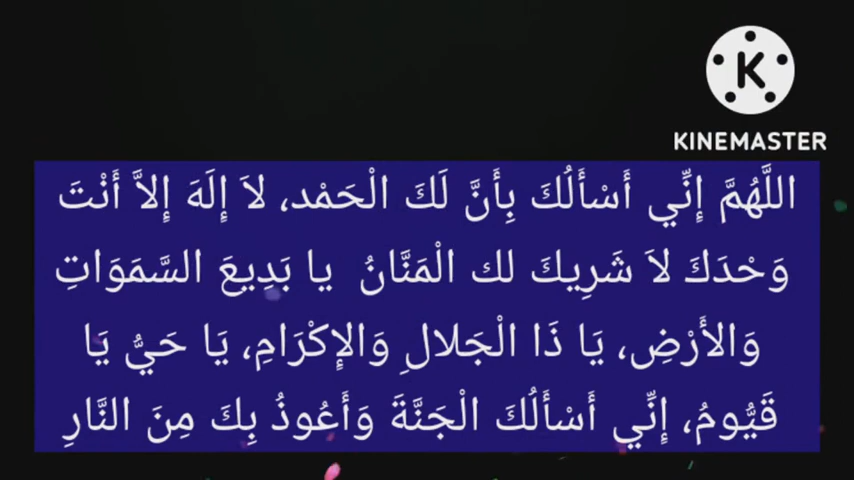 KINEMASTER
اللَّهُمَّ إِنِّي أَسْأَلُكَ بِأَنَّ لَكَ الْحَمْد، لاَ إِلَهَ إِلاَّ أَنْتَ
وَحْدَكَ لاَ شَرِيكَ لك الْمَنَّانُ يا بَدِيعَ السَّمَوَاتِ
وَالأَرْضِ، يَا ذَا الْجَلالِ وَالإِكْرَامِ، يَا حَيُّ يَا
قَيُّومُ، إِنِّي أَسْأَلُكَ الْجَنَّةَ وَأَعُوذُ بِكَ مِنَ النَّارِ